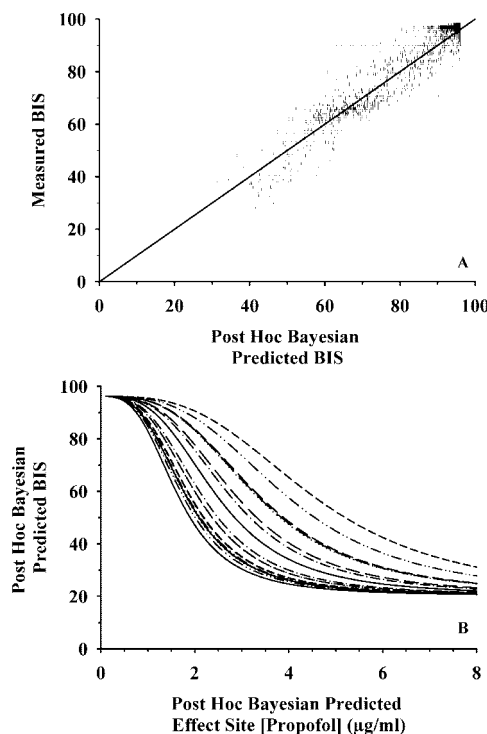 100
80
60
40
20
0
Measured BIS
A
0 20 40 60 80 100
Post Hoc Bayesian
Predicted BIS
100
80
60
40
20
0
Post Hoc Bayesian
Predicted BIS
B
0 2 4 6 8
Post Hoc Bayesian Predicted
Effect Site [Propofol] (µg/ml)